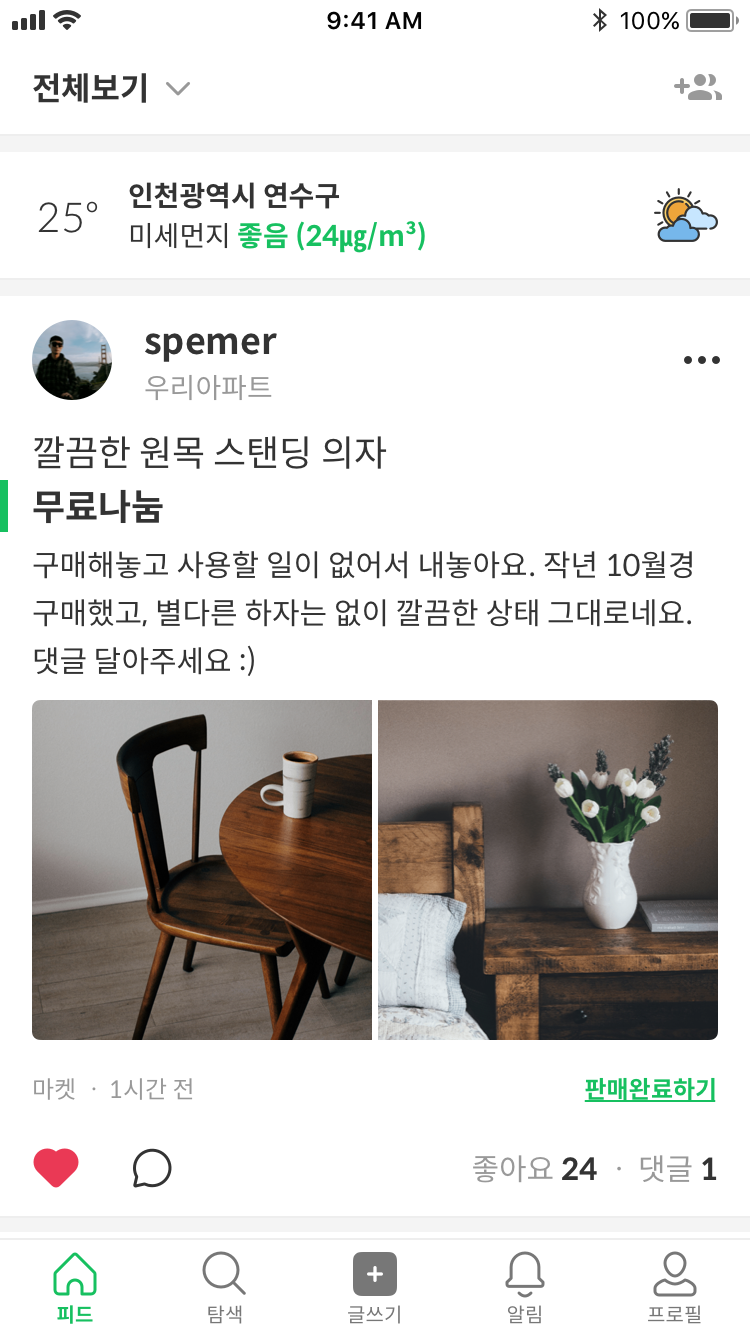 9:41 AM
100%
전체보기
25°
인천광역시 연수구
미세먼지 좋음 (24μg/m³)
spemer
우리아파트
깔끔한 원목 스탠딩 의자
무료나눔
구매해놓고 사용할 일이 없어서 내놓아요. 작년 10월경
구매했고, 별다른 하자는 없이 깔끔한 상태 그대로네요.
댓글 달아주세요 :)
마켓 · 1시간 전
판매완료하기
좋아요 24 · 댓글 1
피드
탐색
글쓰기
알림
프로필